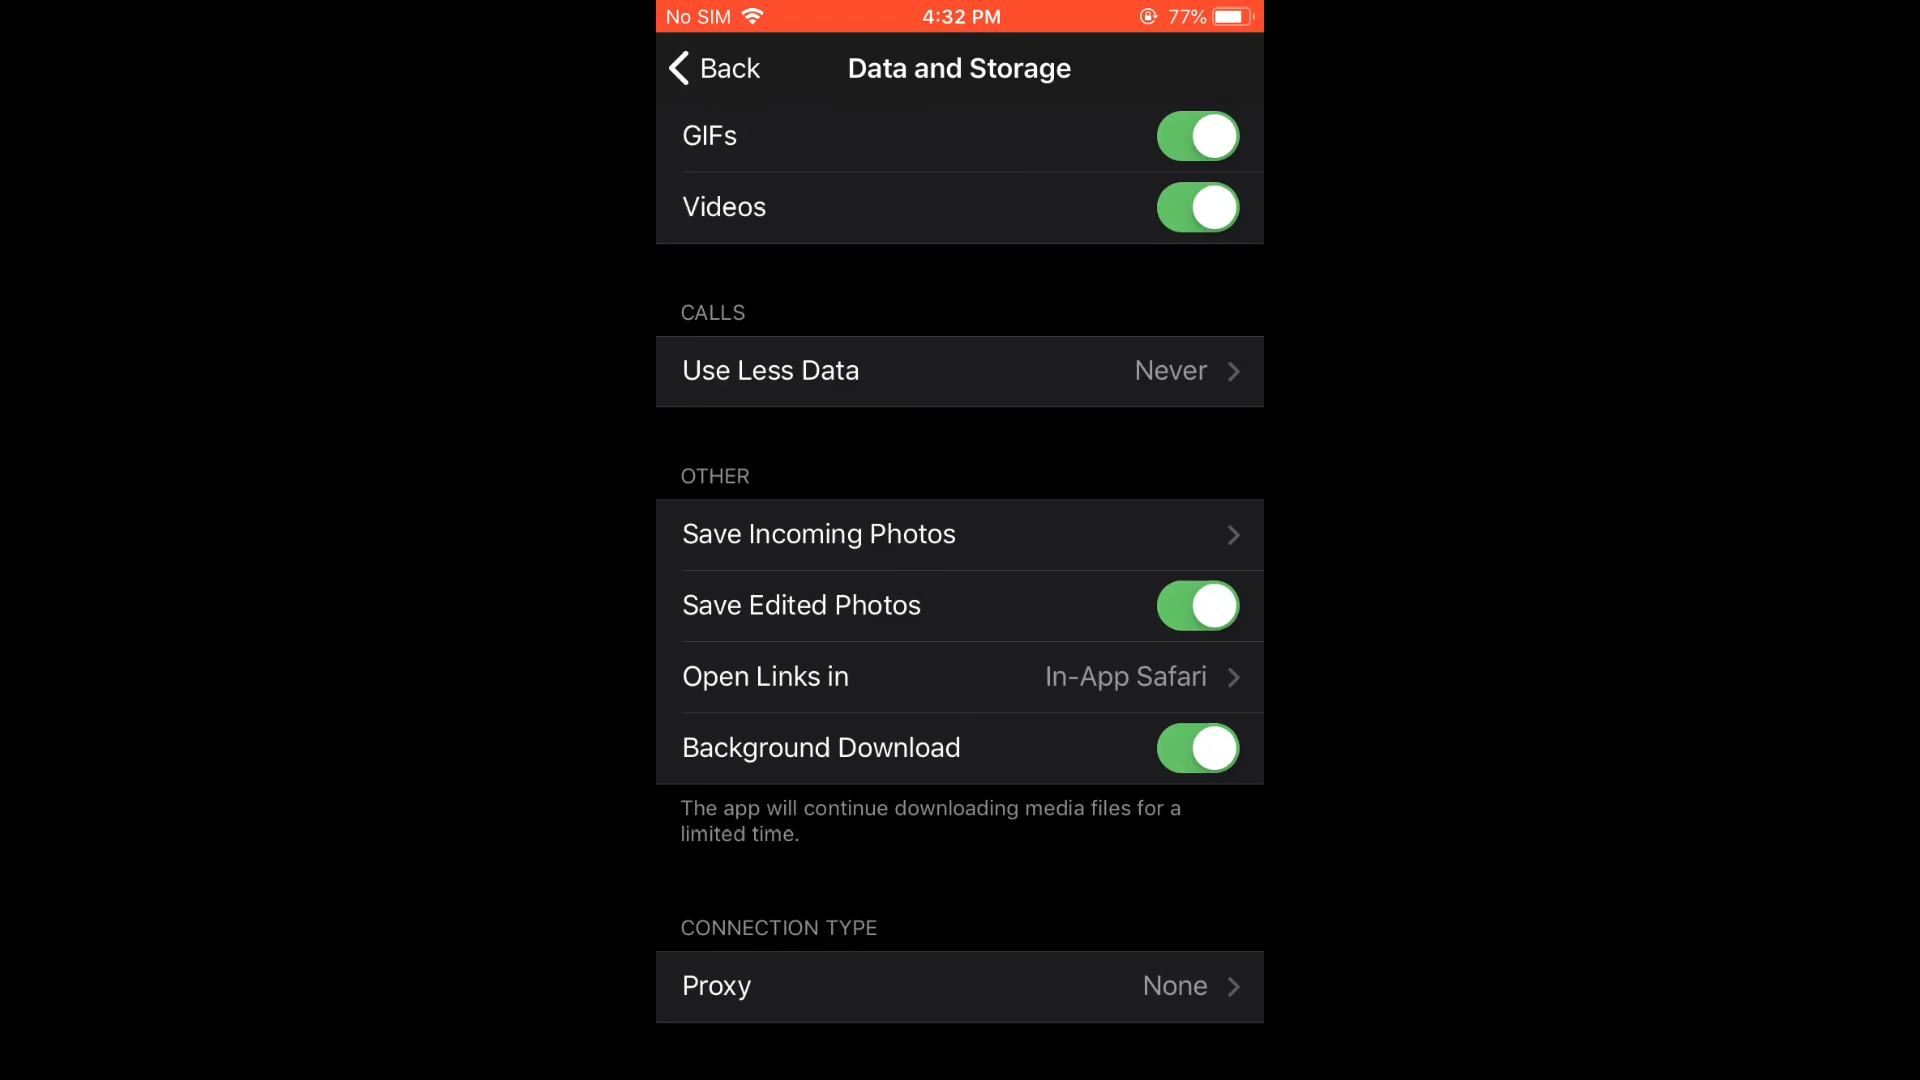 No SIM 4:32 PM 77%
Back Data and Storage
GIFs
Videos
CALLS
Use Less Data Never
OTHER
Save Incoming Photos
Save Edited Photos
Open Links in In-App Safari
Background Download
The app will continue downloading media files for a
limited time.
CONNECTION TYPE
Proxy None